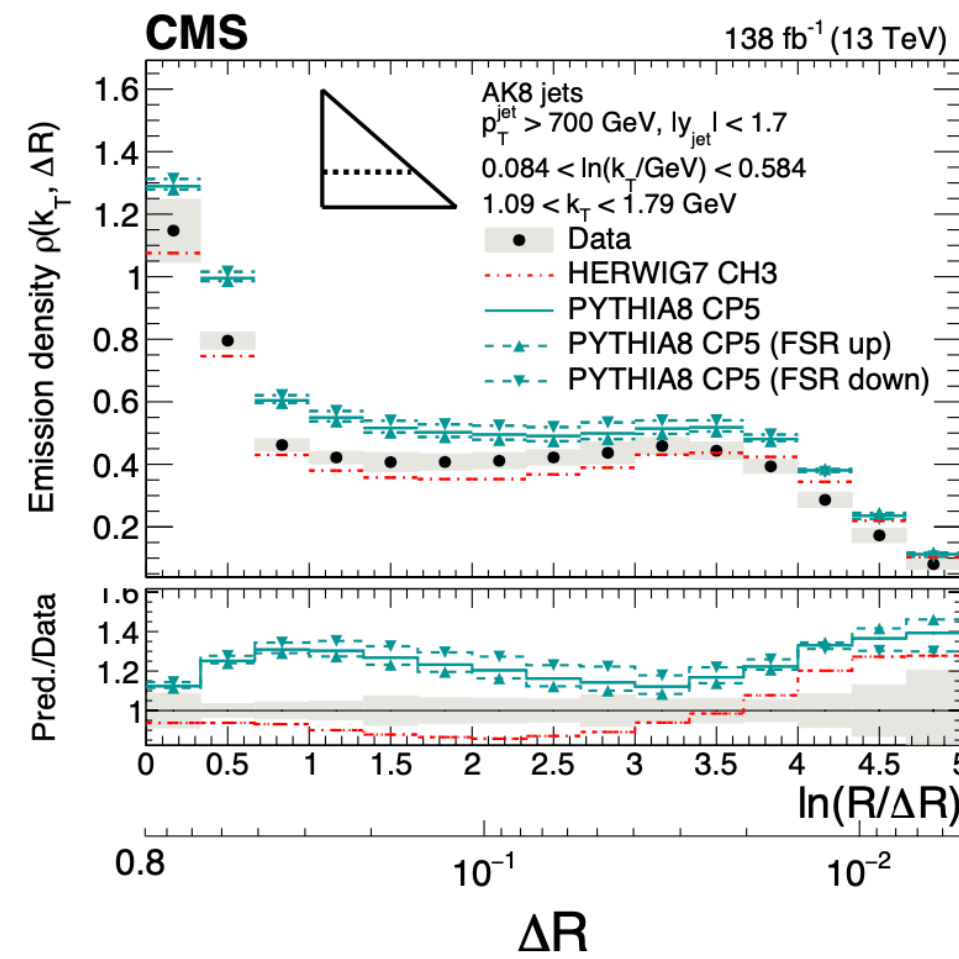 CMS
138 fb⁻¹ (13 TeV)
AK8 jets
p_T^jet > 700 GeV, |y_jet| < 1.7
0.084 < ln(k_T/GeV) < 0.584
1.09 < k_T < 1.79 GeV
Data
HERWIG7 CH3
PYTHIA8 CP5
PYTHIA8 CP5 (FSR up)
PYTHIA8 CP5 (FSR down)
Emission density ρ(k_T, ΔR)
1.6
1.4
1.2
1
0.8
0.6
0.4
0.2
Pred./Data
1.6
1.4
1.2
1
0 0.5 1 1.5 2 2.5 3 3.5 4 4.5 5
ln(R/ΔR)
0.8 10⁻¹ 10⁻²
ΔR